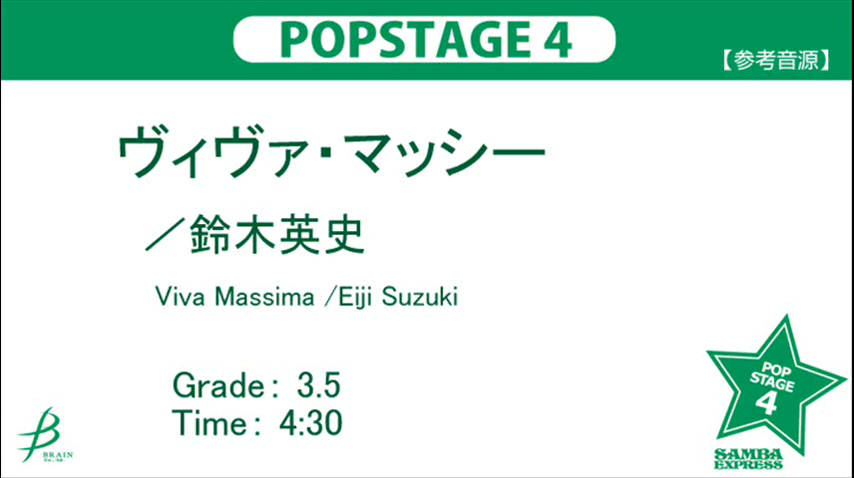 POPSTAGE 4
【参考音源】
ヴィヴァ・マッシー
／鈴木英史
Viva Massima /Eiji Suzuki
Grade: 3.5
Time: 4:30
POP
STAGE
4
SAMBA
EXPRESS
BRAIN